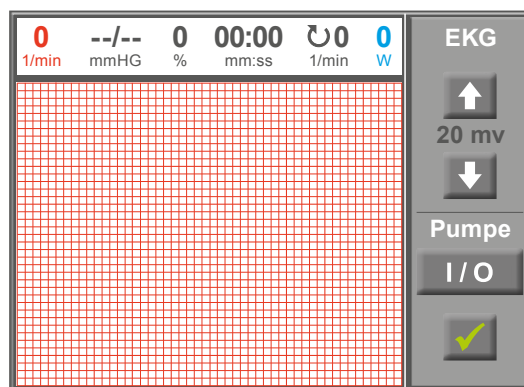 0 --/-- 0 00:00 ↻0 0
1/min mmHG % mm:ss 1/min W
EKG
20 mv
Pumpe
I / O